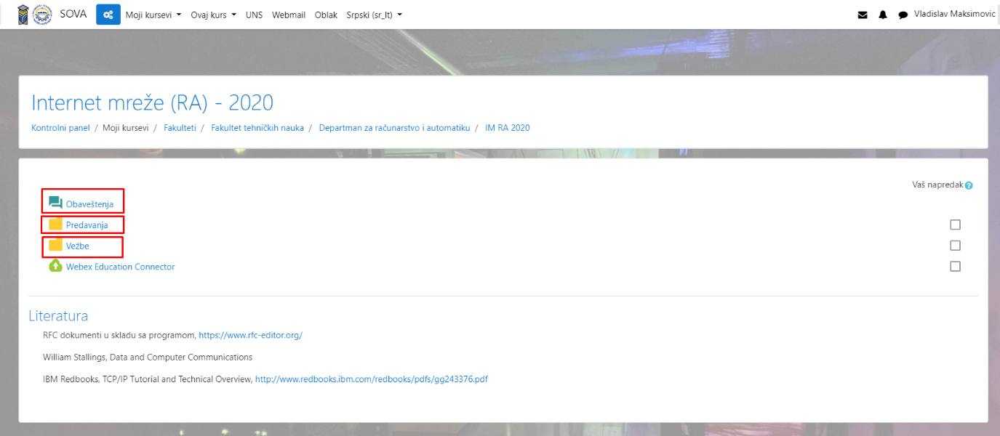 SOVA Moji kursevi Ovaj kurs UNS Webmail Oblak Srpski (sr_lt) Vladislav Maksimovic
Internet mreže (RA) - 2020
Kontrolni panel / Moji kursevi / Fakulteti / Fakultet tehničkih nauka / Departman za računarstvo i automatiku / IM RA 2020
Vaš napredak
Obaveštenja
Predavanja
Vežbe
Webex Education Connector
Literatura
RFC dokumenti u skladu sa programom, https://www.rfc-editor.org/
William Stallings, Data and Computer Communications
IBM Redbooks, TCP/IP Tutorial and Technical Overview, http://www.redbooks.ibm.com/redbooks/pdfs/gg243376.pdf